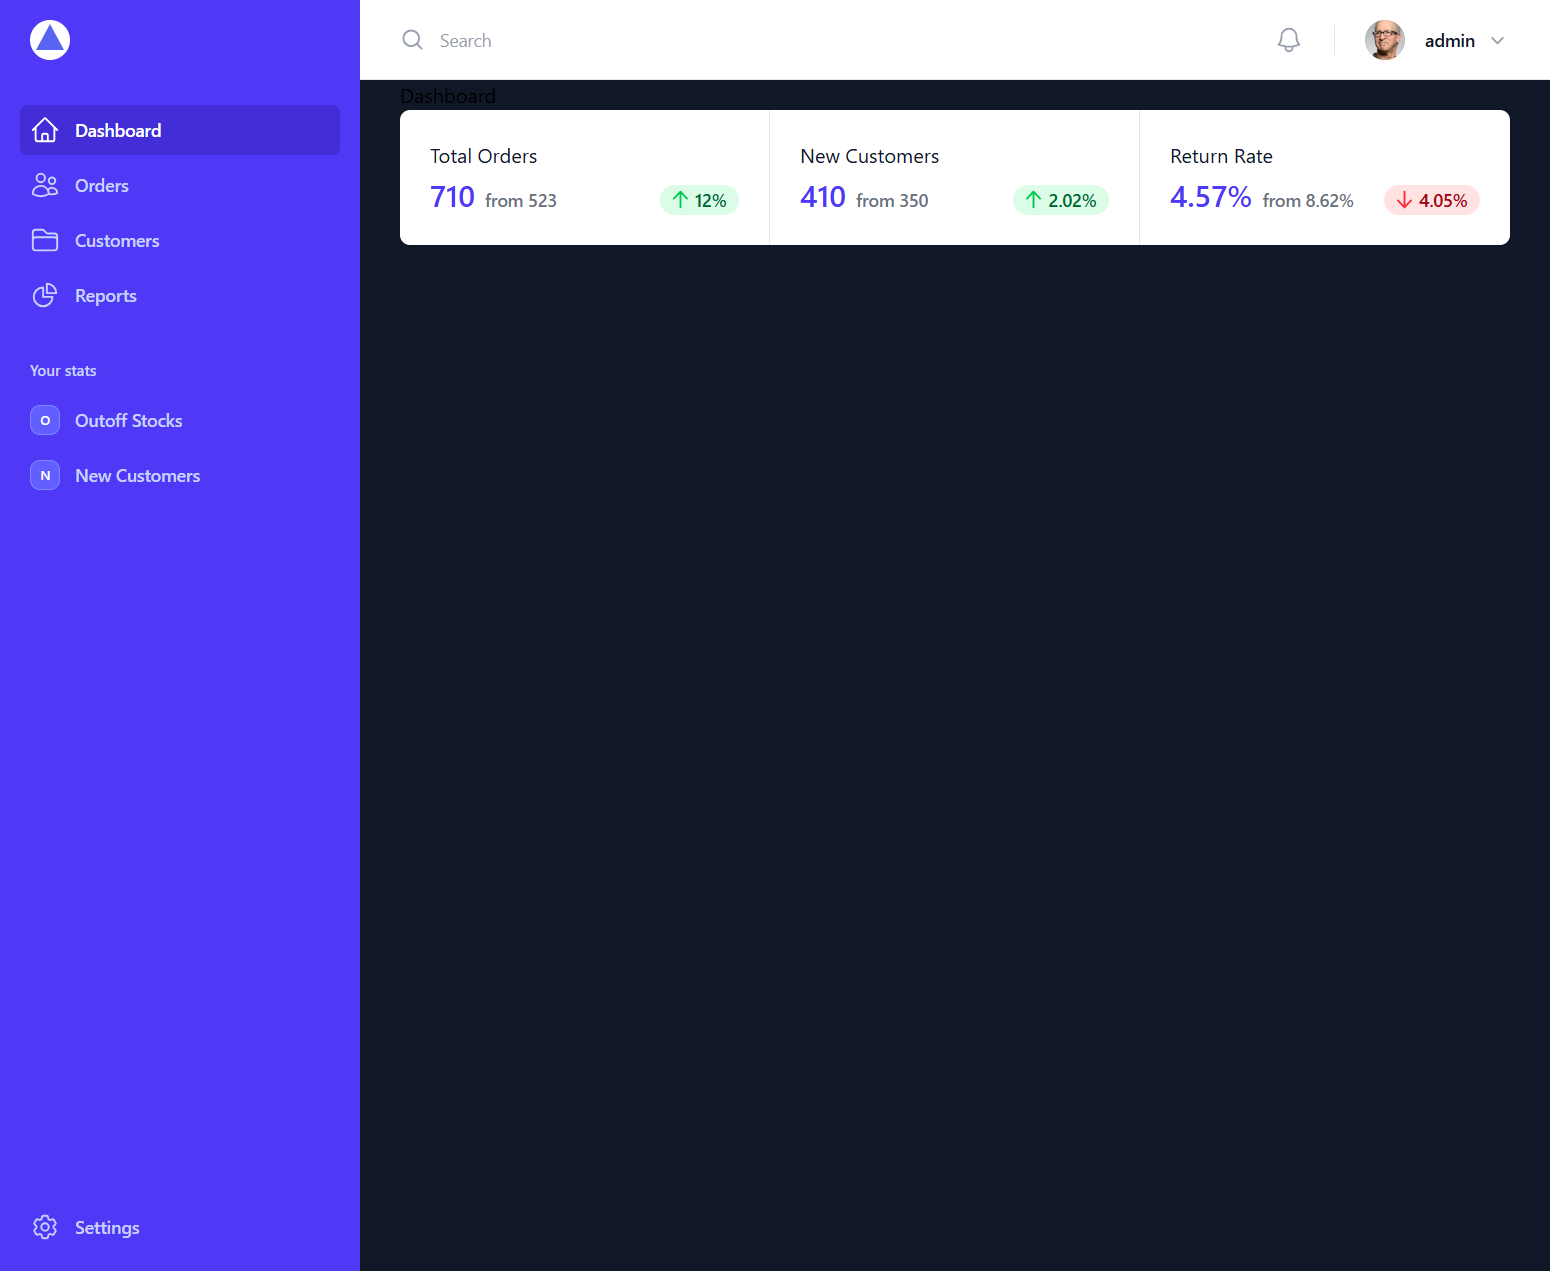 Search
admin
Dashboard
Orders
Customers
Reports
Your stats
O Outoff Stocks
N New Customers
Settings
Dashboard
Total Orders
710 from 523 12%
New Customers
410 from 350 2.02%
Return Rate
4.57% from 8.62% 4.05%